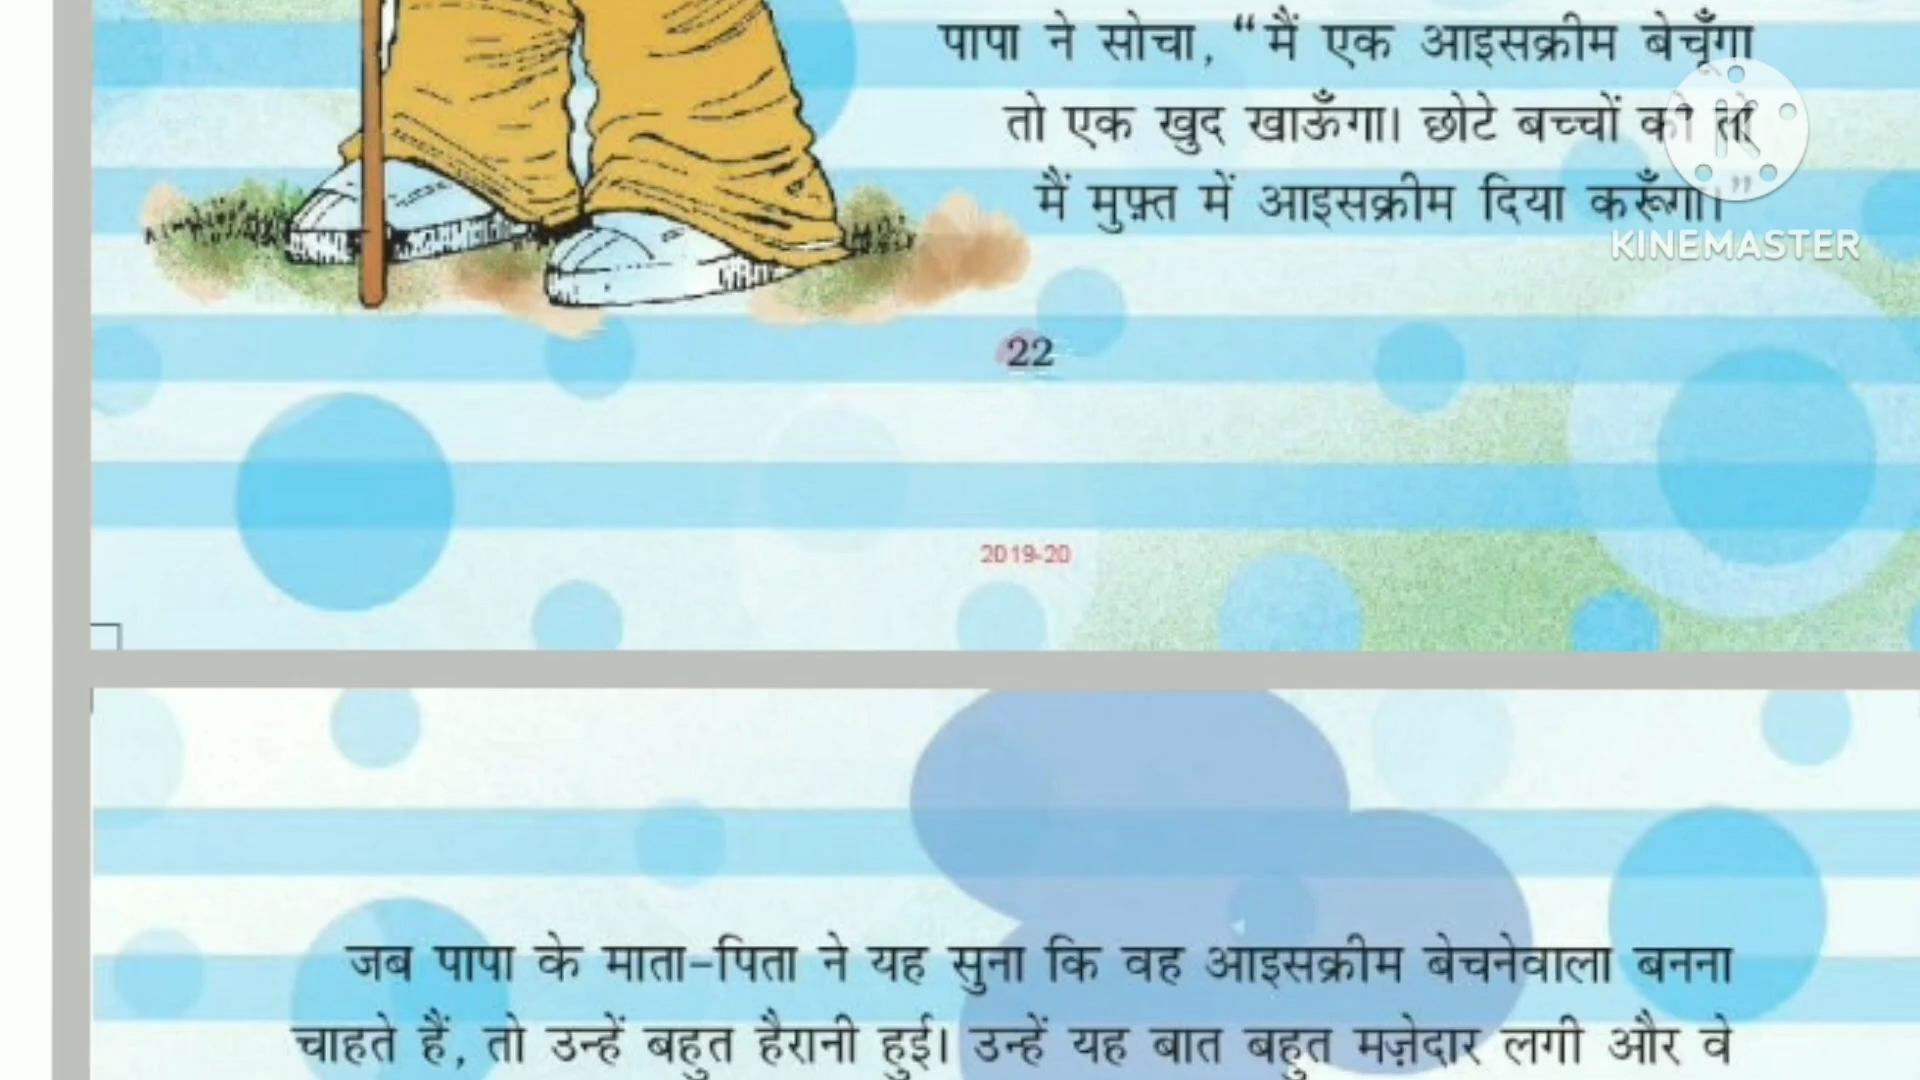 पापा ने सोचा, “मैं एक आइसक्रीम बेचूँगा
तो एक खुद खाऊँगा। छोटे बच्चों को तो
मैं मुफ़्त में आइसक्रीम दिया करूँगा।”
KINEMASTER
22
2019-20
जब पापा के माता-पिता ने यह सुना कि वह आइसक्रीम बेचनेवाला बनना
चाहते हैं, तो उन्हें बहुत हैरानी हुई। उन्हें यह बात बहुत मज़ेदार लगी और वे